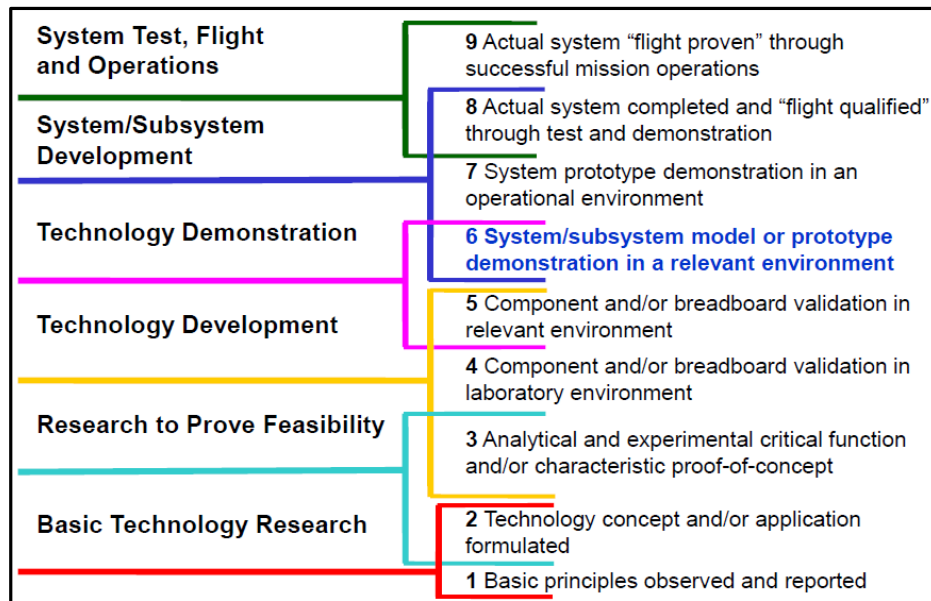 System Test, Flight
and Operations
System/Subsystem
Development
Technology Demonstration
Technology Development
Research to Prove Feasibility
Basic Technology Research
9 Actual system “flight proven” through
successful mission operations
8 Actual system completed and “flight qualified”
through test and demonstration
7 System prototype demonstration in an
operational environment
6 System/subsystem model or prototype
demonstration in a relevant environment
5 Component and/or breadboard validation in
relevant environment
4 Component and/or breadboard validation in
laboratory environment
3 Analytical and experimental critical function
and/or characteristic proof-of-concept
2 Technology concept and/or application
formulated
1 Basic principles observed and reported